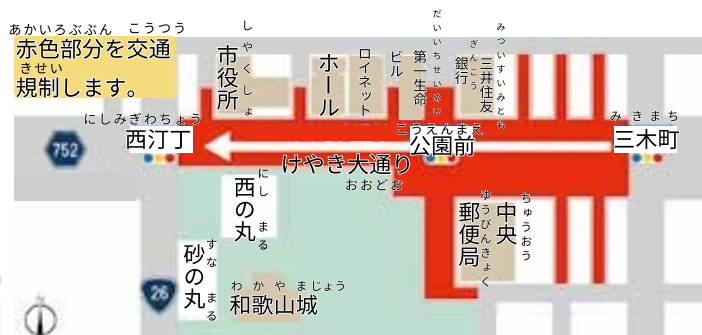 あかいろぶぶん こうつう
赤色部分を交通
きせい
規制します。
しやくしょ
市役所
ホール
ロイネット
ビル
だいいちせいめい
第一生命
ぎんこう
銀行
みついすいみとも
三井住友
にしみぎわちょう
西汀丁
752
こうえんまえ
公園前
みきまち
三木町
けやき大通り
おおどお
にし まる
西の丸
ゆうびんきょく
郵便局
ちゅうおう
中央
すな まる
砂の丸
26
わかやまじょう
和歌山城